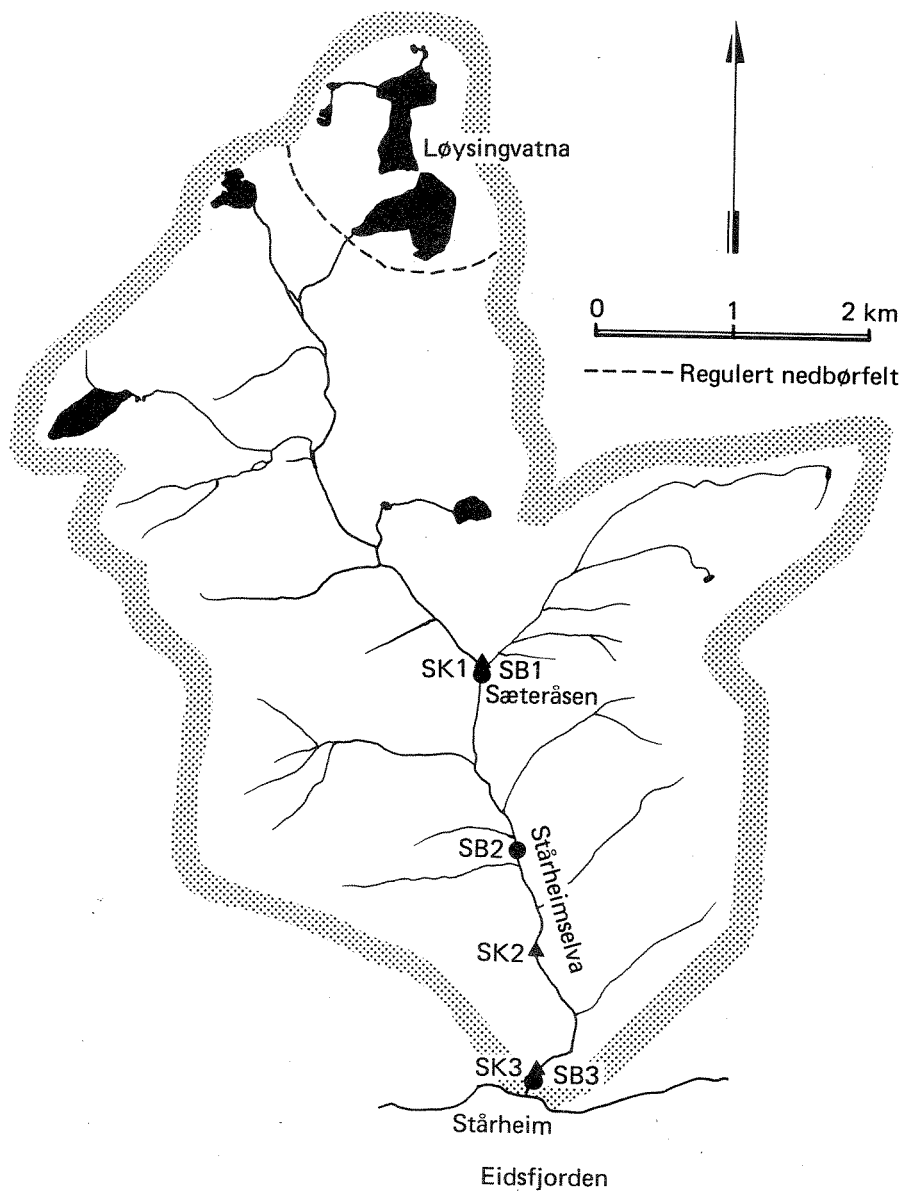 Løysingvatna
0 1 2 km
Regulert nedbørfelt
SK1 SB1
Sæteråsen
SB2
Stårheimselva
SK2
SK3 SB3
Stårheim
Eidsfjorden